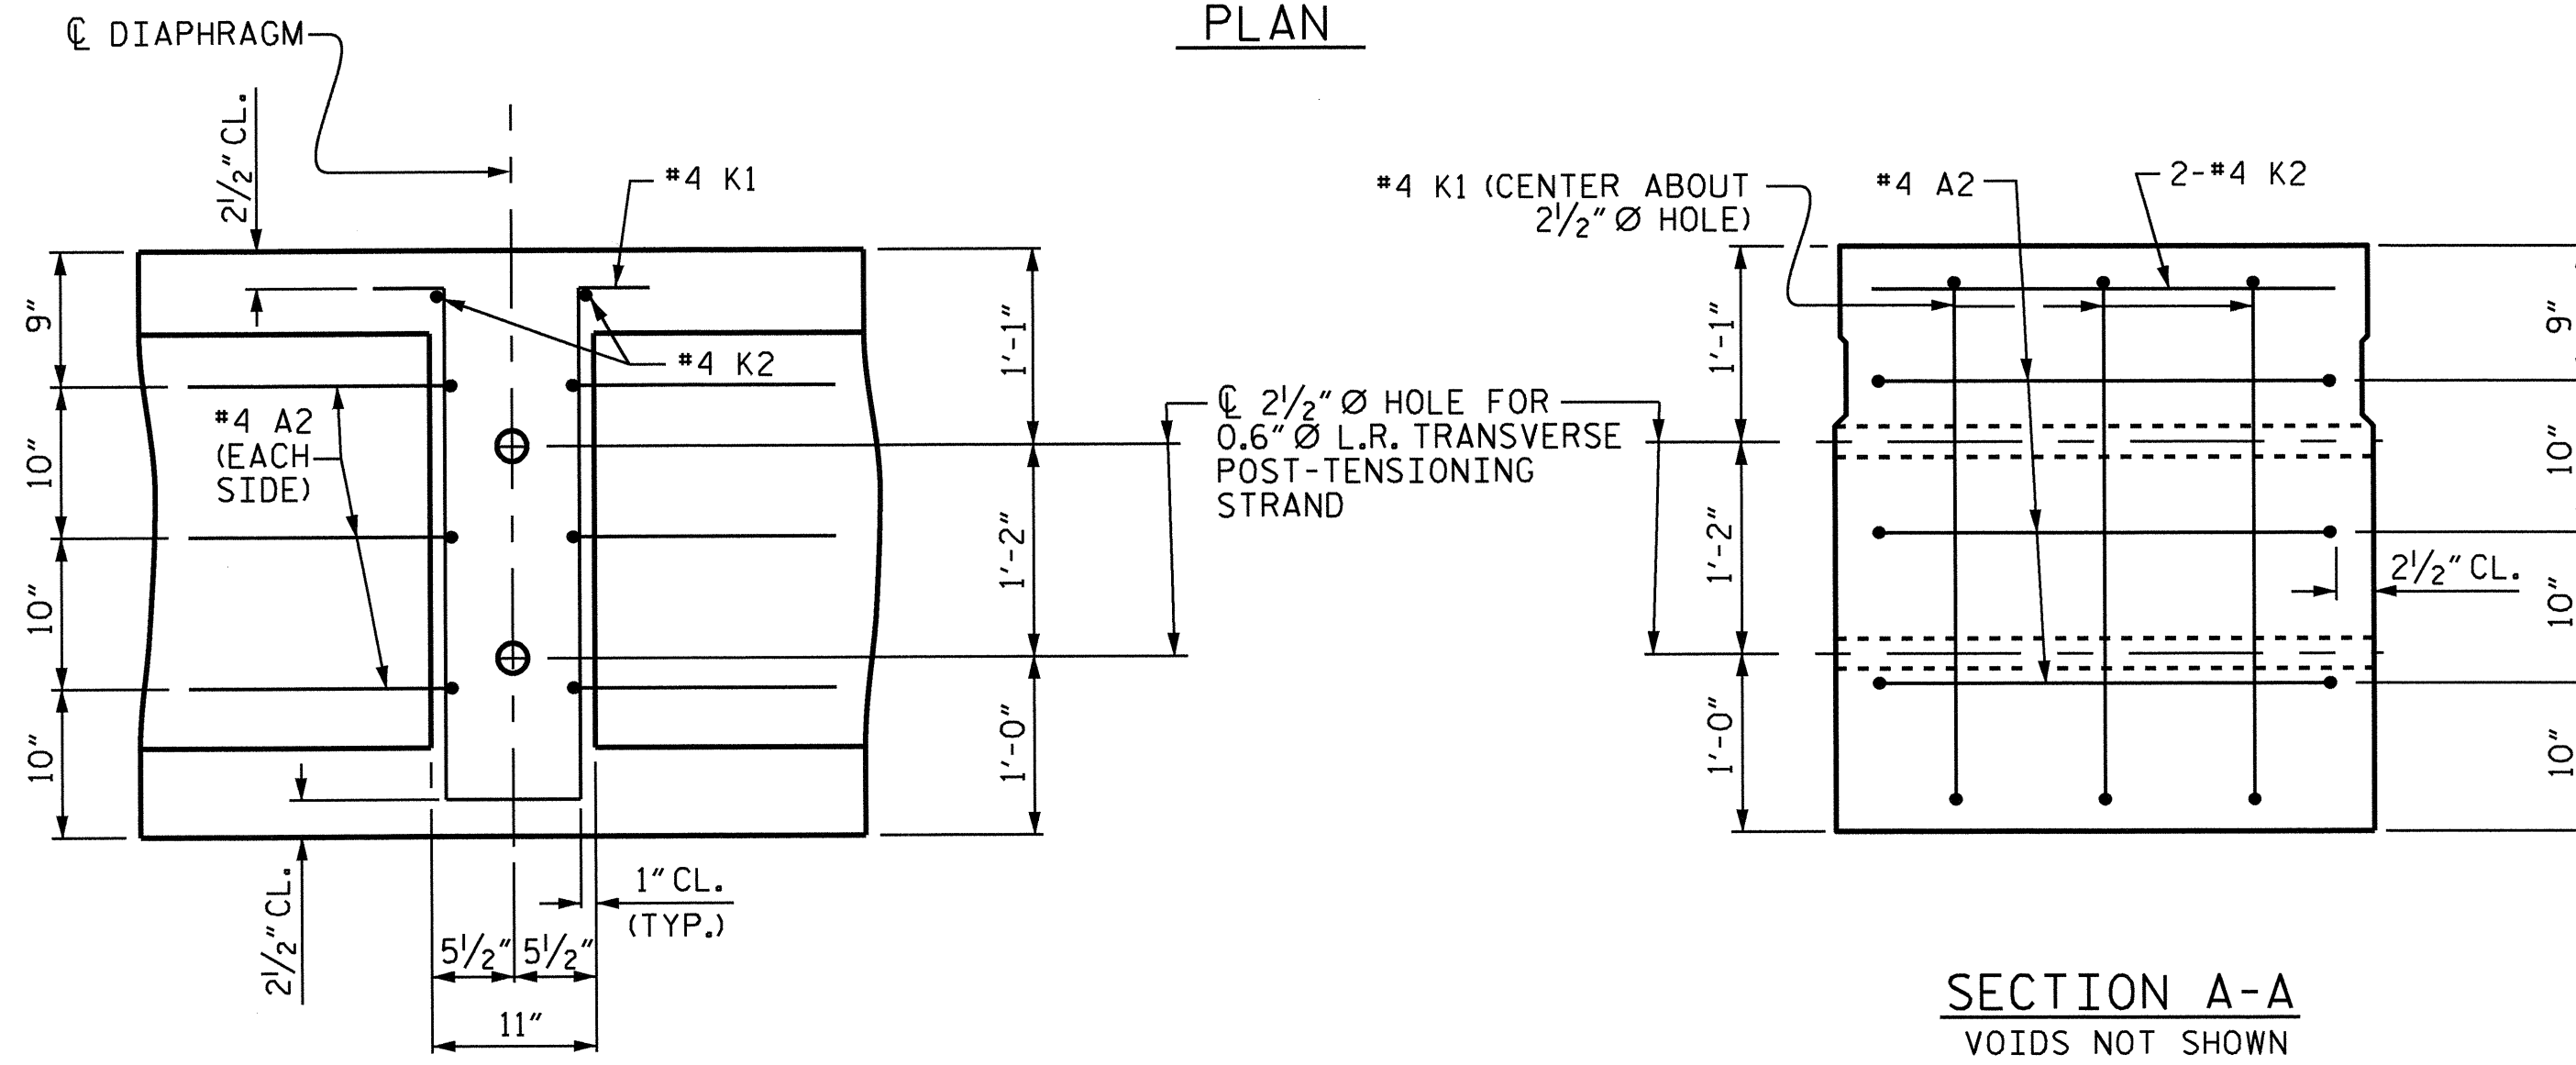 PLAN
℄ DIAPHRAGM
2½" CL.
#4 K1
#4 K2
9"
10"
10"
10"
#4 A2
(EACH
SIDE)
1'-1"
1'-2"
1'-0"
2½" CL.
1" CL.
(TYP.)
5½"
5½"
11"
℄ 2½" Ø HOLE FOR
0.6" Ø L.R. TRANSVERSE
POST-TENSIONING
STRAND
#4 K1 (CENTER ABOUT
2½" Ø HOLE)
#4 A2
2-#4 K2
1'-1"
1'-2"
1'-0"
9"
10"
10"
10"
2½" CL.
SECTION A-A
VOIDS NOT SHOWN